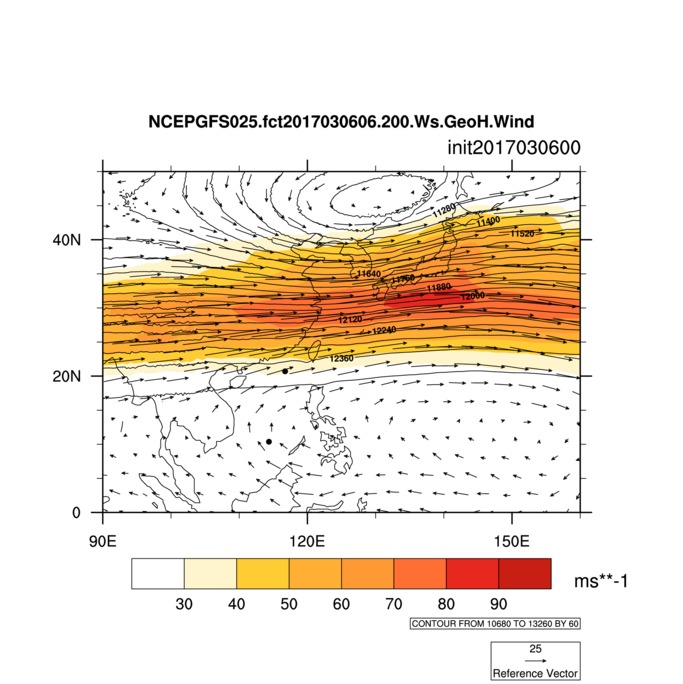 NCEPGFS025.fct2017030606.200.Ws.GeoH.Wind
init2017030600
11280
11400
11520
40N
11640
11760
11880
12000
12120
12240
12360
20N
0
90E 120E 150E
30 40 50 60 70 80 90
ms**-1
CONTOUR FROM 10680 TO 13260 BY 60
25
Reference Vector